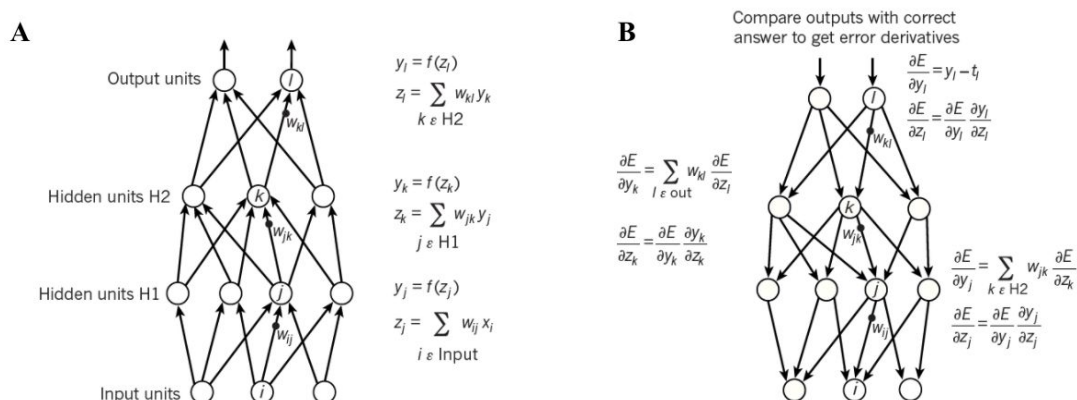 A
Output units
l
w_kl
y_l = f(z_l)
z_l = ∑ w_kl y_k
k ε H2
Hidden units H2
k
w_jk
y_k = f(z_k)
z_k = ∑ w_jk y_j
j ε H1
Hidden units H1
j
w_ij
y_j = f(z_j)
z_j = ∑ w_ij x_i
i ε Input
Input units
i
B
Compare outputs with correct
answer to get error derivatives
l
w_kl
∂E/∂y_l = y_l − t_l
∂E/∂z_l = ∂E/∂y_l ∂y_l/∂z_l
∂E/∂y_k = ∑ w_kl ∂E/∂z_l
l ε out
∂E/∂z_k = ∂E/∂y_k ∂y_k/∂z_k
k
w_jk
∂E/∂y_j = ∑ w_jk ∂E/∂z_k
k ε H2
∂E/∂z_j = ∂E/∂y_j ∂y_j/∂z_j
j
w_ij
i